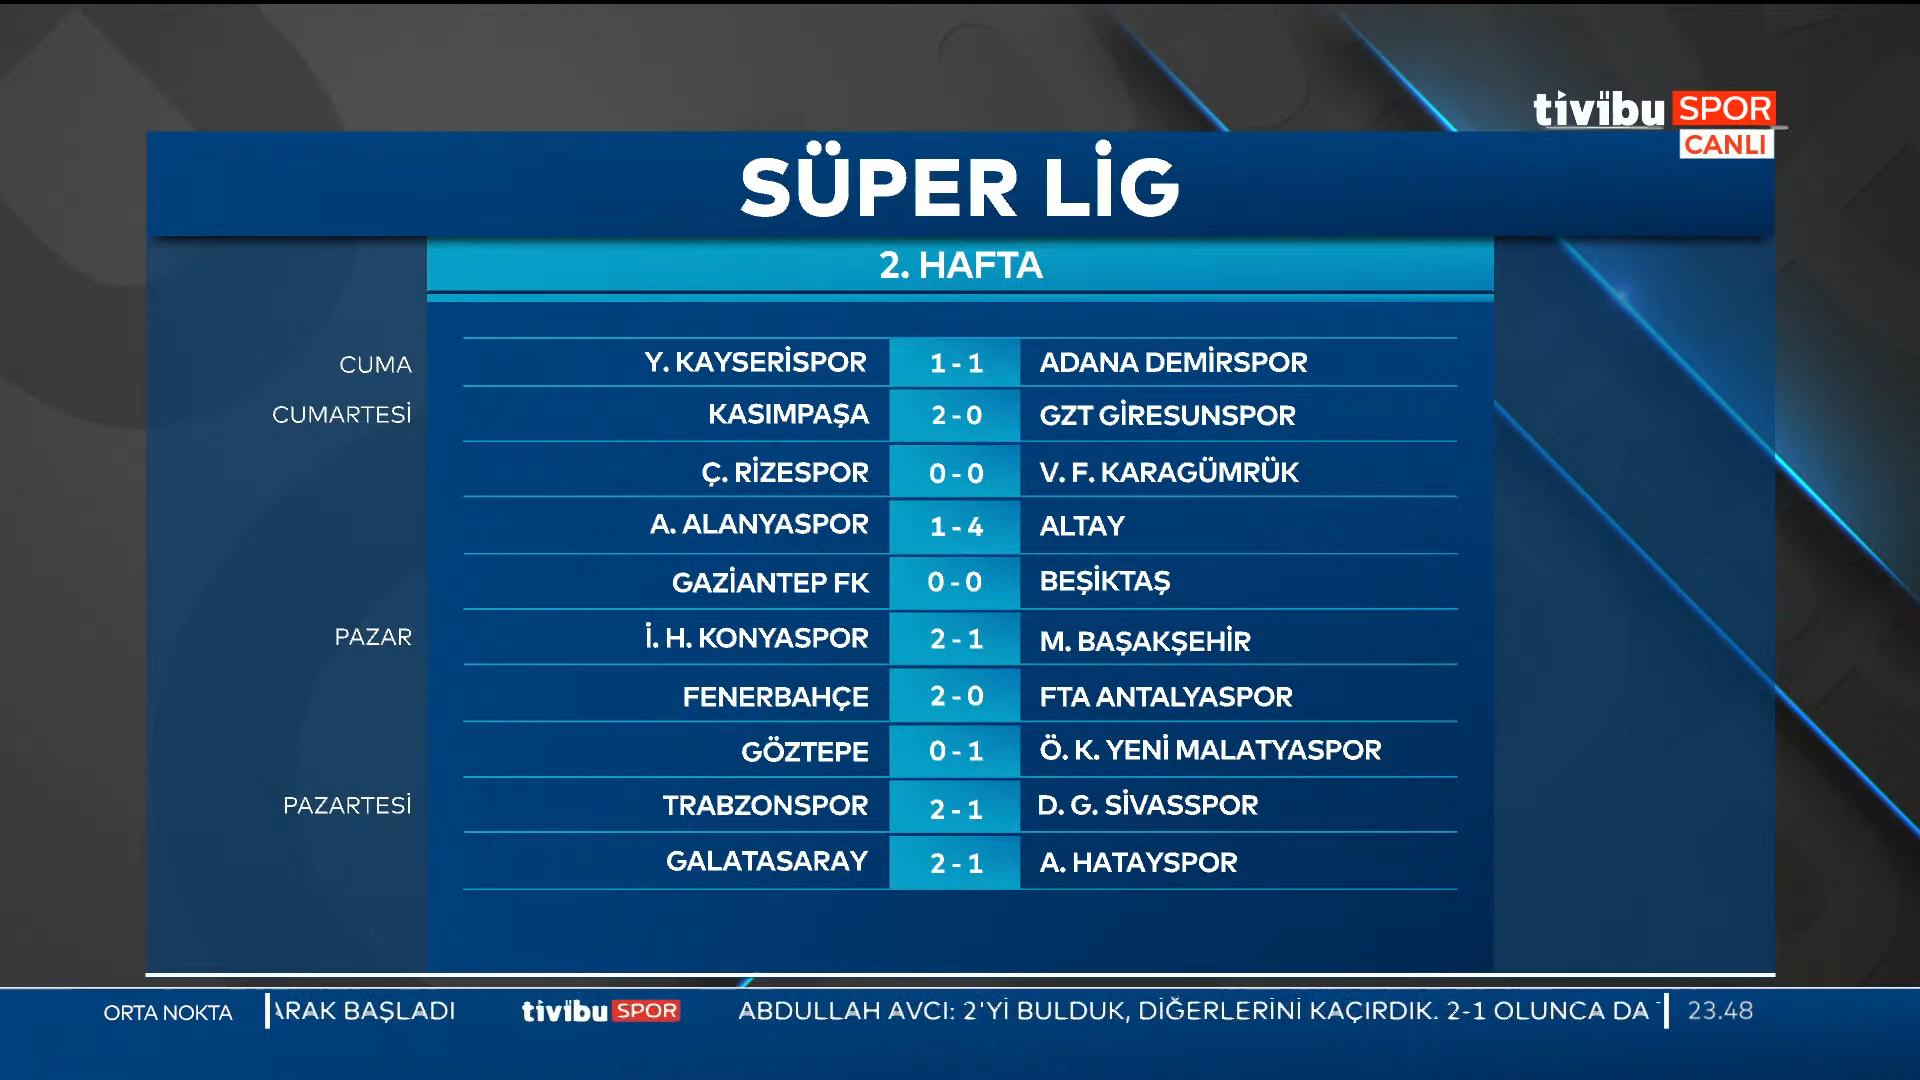 tivibu SPOR
CANLI
SÜPER LİG
2. HAFTA
CUMA Y. KAYSERİSPOR 1 - 1 ADANA DEMİRSPOR
CUMARTESİ KASIMPAŞA 2 - 0 GZT GİRESUNSPOR
Ç. RİZESPOR 0 - 0 V. F. KARAGÜMRÜK
A. ALANYASPOR 1 - 4 ALTAY
GAZİANTEP FK 0 - 0 BEŞİKTAŞ
PAZAR İ. H. KONYASPOR 2 - 1 M. BAŞAKŞEHİR
FENERBAHÇE 2 - 0 FTA ANTALYASPOR
GÖZTEPE 0 - 1 Ö. K. YENİ MALATYASPOR
PAZARTESİ TRABZONSPOR 2 - 1 D. G. SİVASSPOR
GALATASARAY 2 - 1 A. HATAYSPOR
ORTA NOKTA ARAK BAŞLADI tivibu SPOR ABDULLAH AVCI: 2'Yİ BULDUK, DİĞERLERİNİ KAÇIRDIK. 2-1 OLUNCA DA 23.48